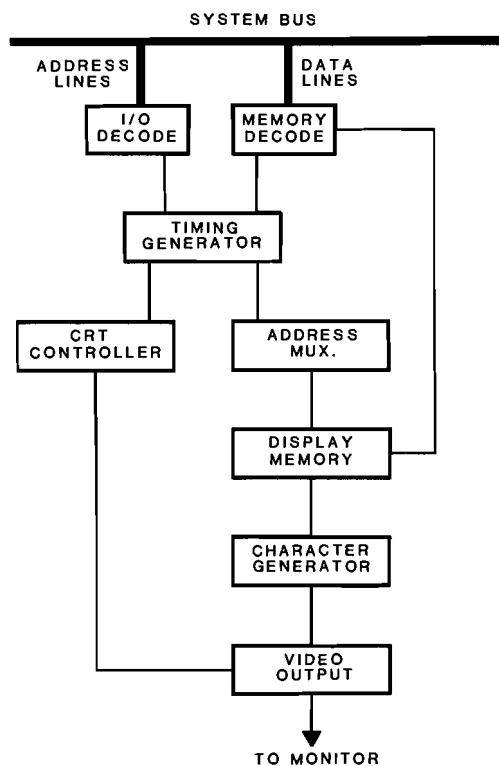 SYSTEM BUS
ADDRESS
LINES
DATA
LINES
I/O
DECODE
MEMORY
DECODE
TIMING
GENERATOR
CRT
CONTROLLER
ADDRESS
MUX.
DISPLAY
MEMORY
CHARACTER
GENERATOR
VIDEO
OUTPUT
TO MONITOR